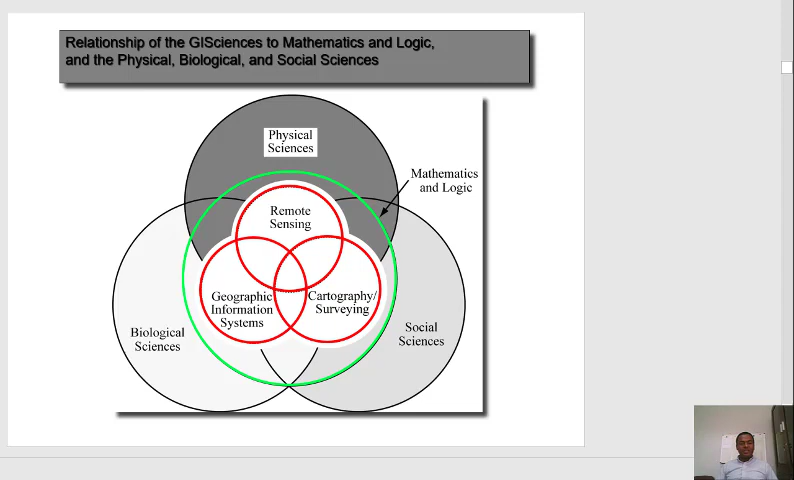 Relationship of the GISciences to Mathematics and Logic,
and the Physical, Biological, and Social Sciences
Physical
Sciences
Mathematics
and Logic
Remote
Sensing
Geographic
Information
Systems
Cartography/
Surveying
Biological
Sciences
Social
Sciences